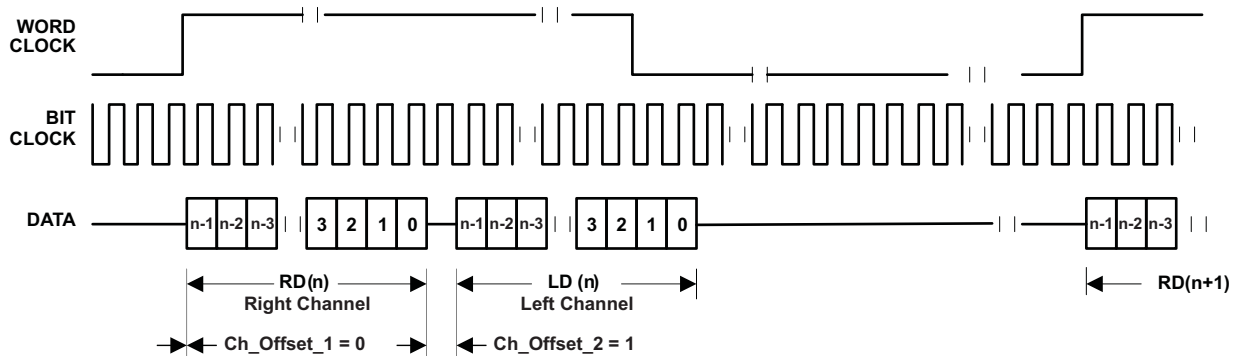 WORD
CLOCK
BIT
CLOCK
DATA
n-1 n-2 n-3 3 2 1 0 n-1 n-2 n-3 3 2 1 0 n-1 n-2 n-3
RD(n) LD (n) RD(n+1)
Right Channel Left Channel
Ch_Offset_1 = 0 Ch_Offset_2 = 1